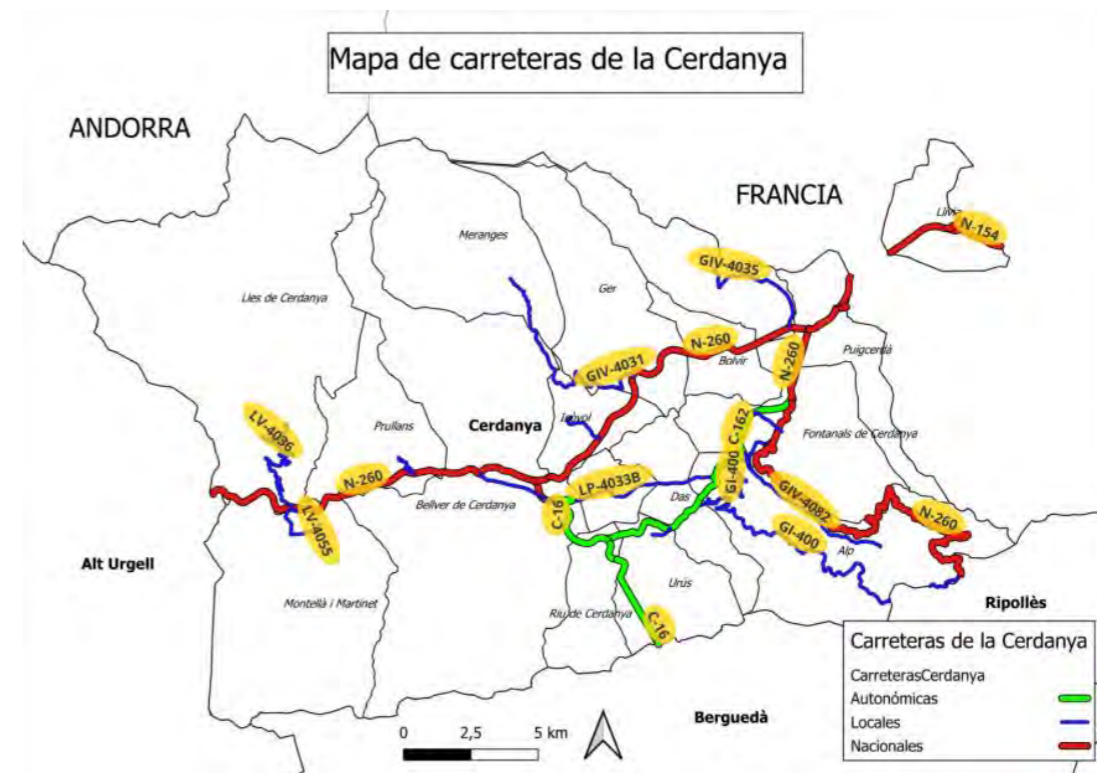 Mapa de carreteras de la Cerdanya
ANDORRA
FRANCIA
Llívia
N-154
Meranges
GIV-4035
Ger
Lles de Cerdanya
N-260
Bolvir
N-260
Puigcerdà
GIV-4031
LV-4036
Prullans
Cerdanya
Isòvol
C-162
Fontanals de Cerdanya
N-260
LP-4033B
GI-400
Das
GIV-4082
Bellver de Cerdanya
C-16
LV-4055
N-260
GI-400
Alp
Alt Urgell
Urús
Montellà i Martinet
Riu de Cerdanya
C-16
Ripollès
Berguedà
0 2,5 5 km
Carreteras de la Cerdanya
CarreterasCerdanya
Autonómicas
Locales
Nacionales